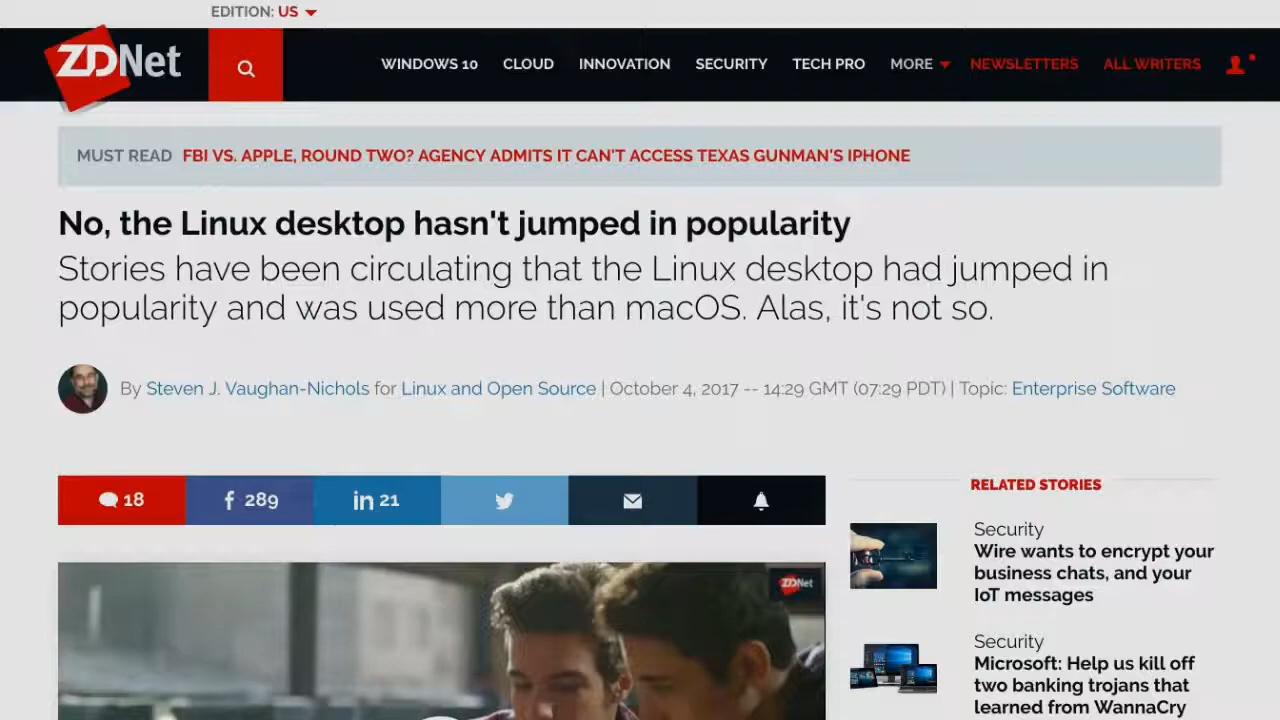 EDITION: US
ZDNet
WINDOWS 10 CLOUD INNOVATION SECURITY TECH PRO MORE NEWSLETTERS ALL WRITERS
MUST READ FBI VS. APPLE, ROUND TWO? AGENCY ADMITS IT CAN'T ACCESS TEXAS GUNMAN'S IPHONE
No, the Linux desktop hasn't jumped in popularity
Stories have been circulating that the Linux desktop had jumped in
popularity and was used more than macOS. Alas, it's not so.
By Steven J. Vaughan-Nichols for Linux and Open Source | October 4, 2017 -- 14:29 GMT (07:29 PDT) | Topic: Enterprise Software
18 f 289 in 21
RELATED STORIES
Security
Wire wants to encrypt your
business chats, and your
IoT messages
ZDNet
Security
Microsoft: Help us kill off
two banking trojans that
learned from WannaCry